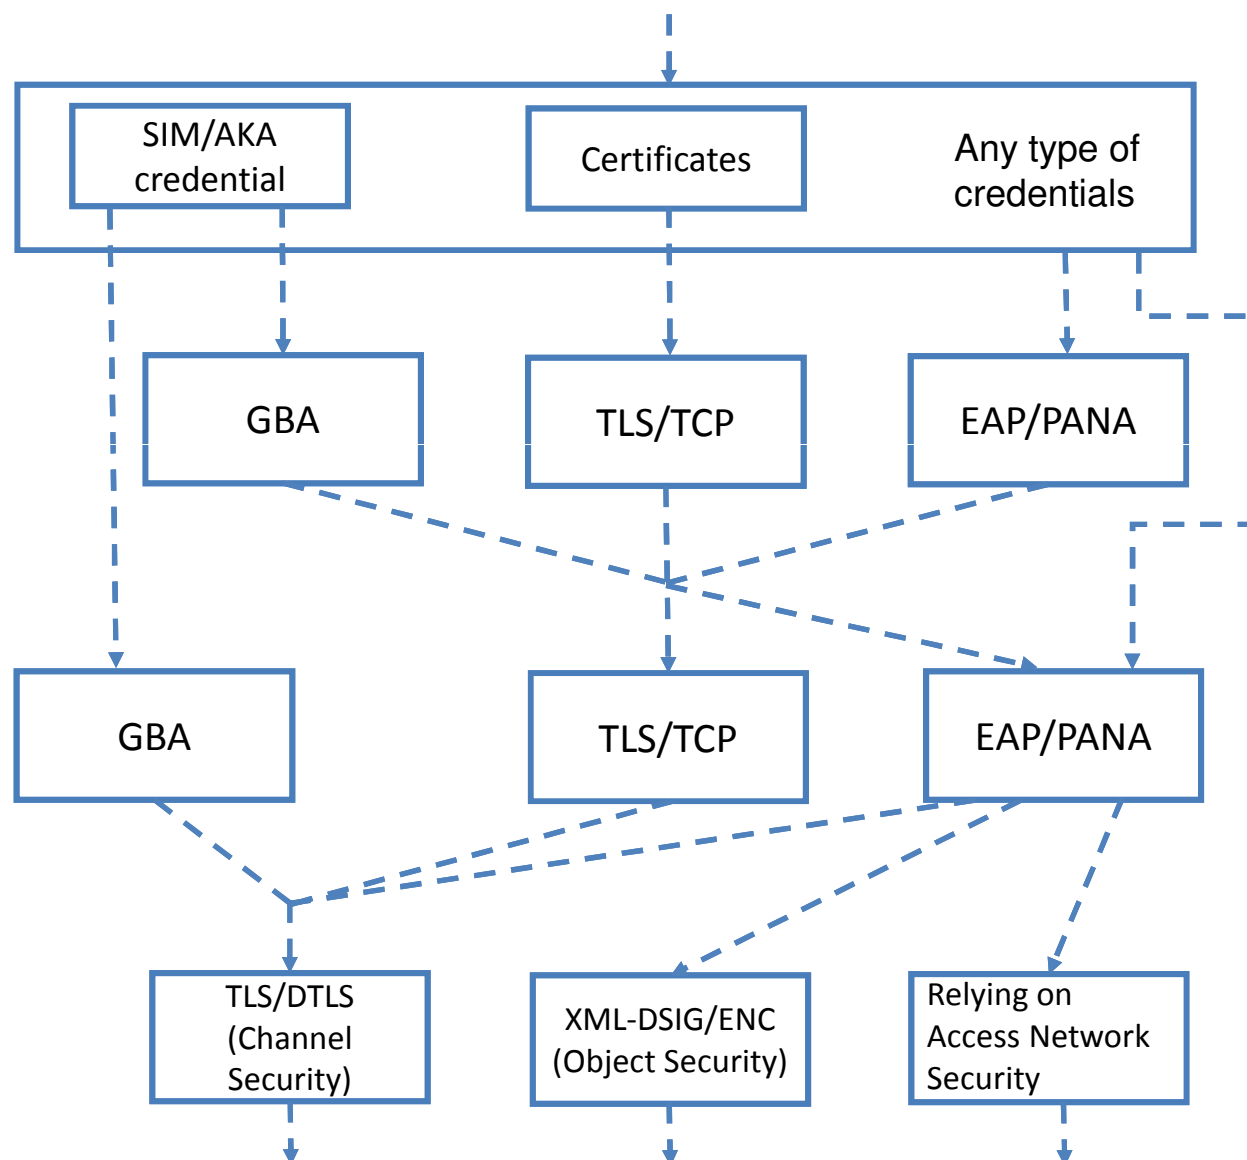 SIM/AKA
credential
Certificates
Any type of
credentials
GBA
TLS/TCP
EAP/PANA
GBA
TLS/TCP
EAP/PANA
TLS/DTLS
(Channel
Security)
XML-DSIG/ENC
(Object Security)
Relying on
Access Network
Security